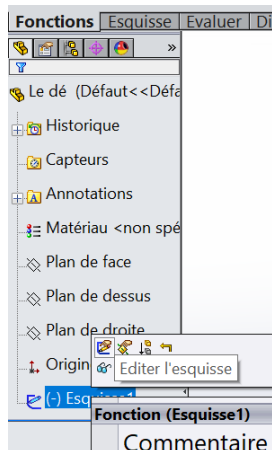 Fonctions Esquisse Evaluer Di
»
Le dé (Défaut<<Défa
Historique
Capteurs
Annotations
Matériau <non spé
Plan de face
Plan de dessus
Plan de droite
Origin
Editer l'esquisse
(-) Esquisse1
Fonction (Esquisse1)
Commentaire